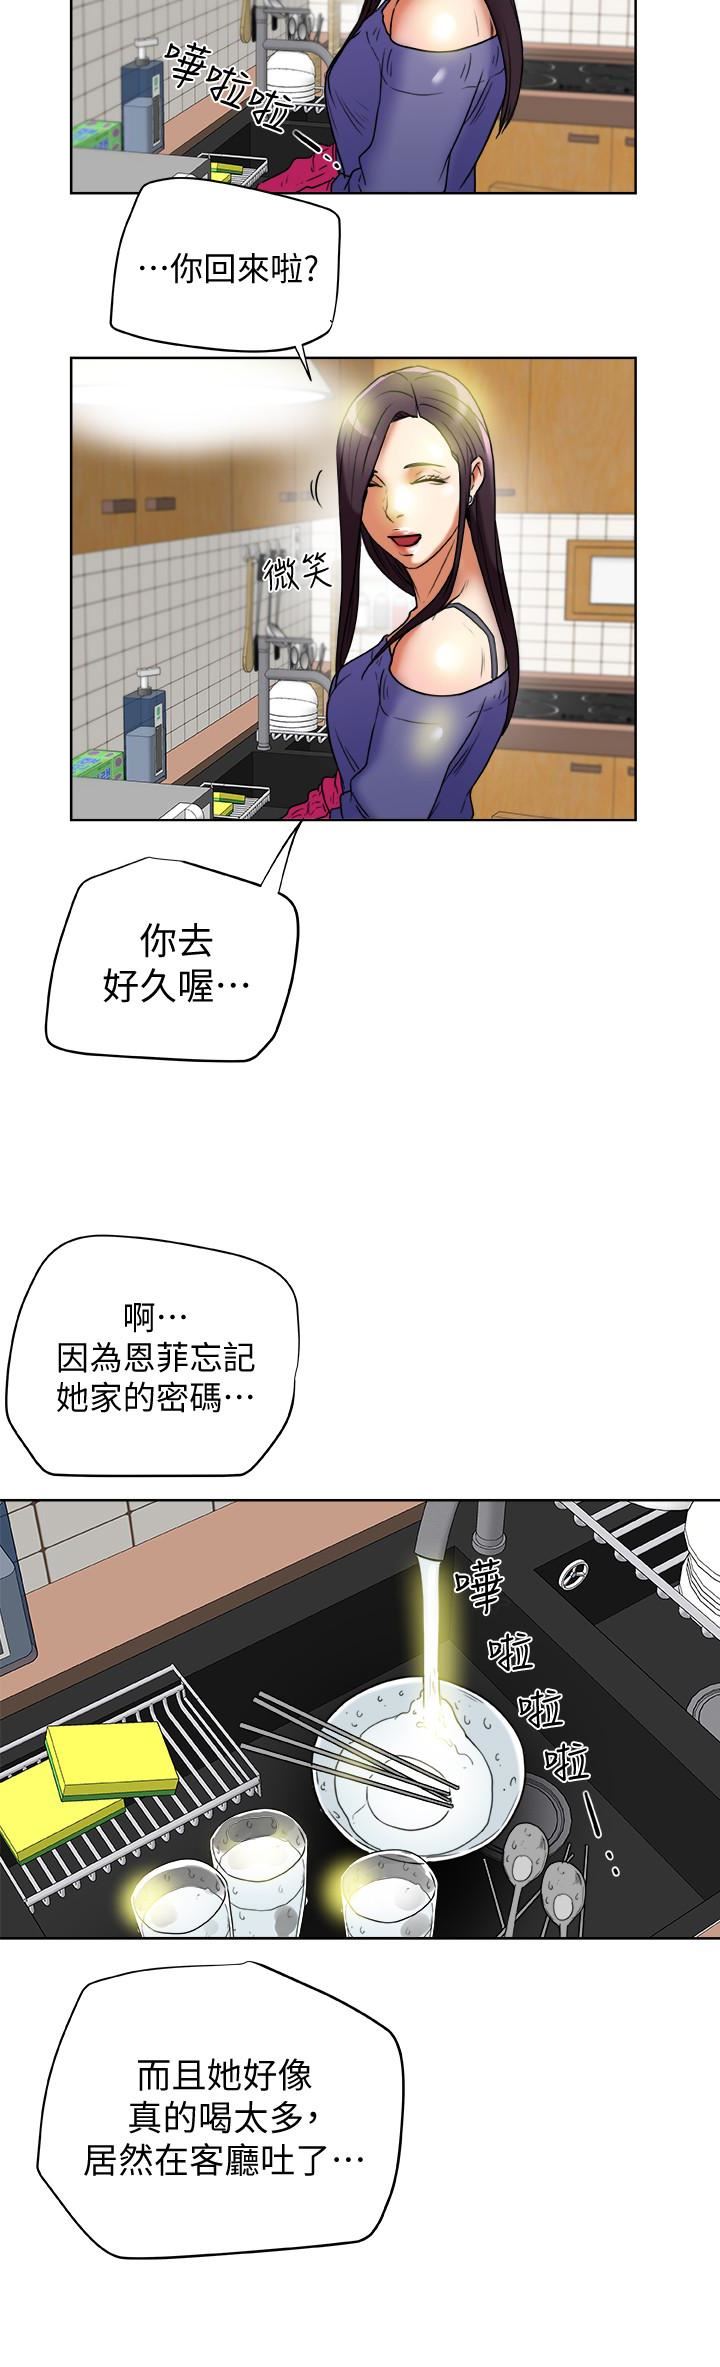 嘩啦啦…
…你回來啦?
微笑
你去
好久喔…
啊…
因為恩菲忘記
她家的密碼…
嘩啦啦啦…
而且她好像
真的喝太多,
居然在客廳吐了…